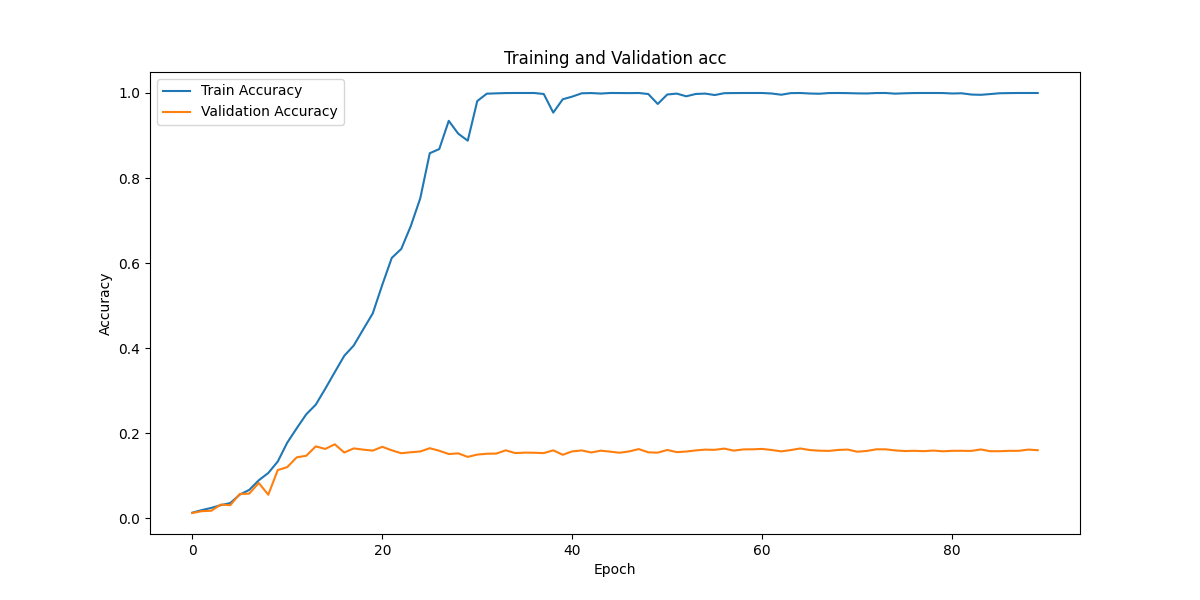 Training and Validation acc
Train Accuracy
Validation Accuracy
1.0
0.8
0.6
0.4
0.2
0.0
Accuracy
0 20 40 60 80
Epoch